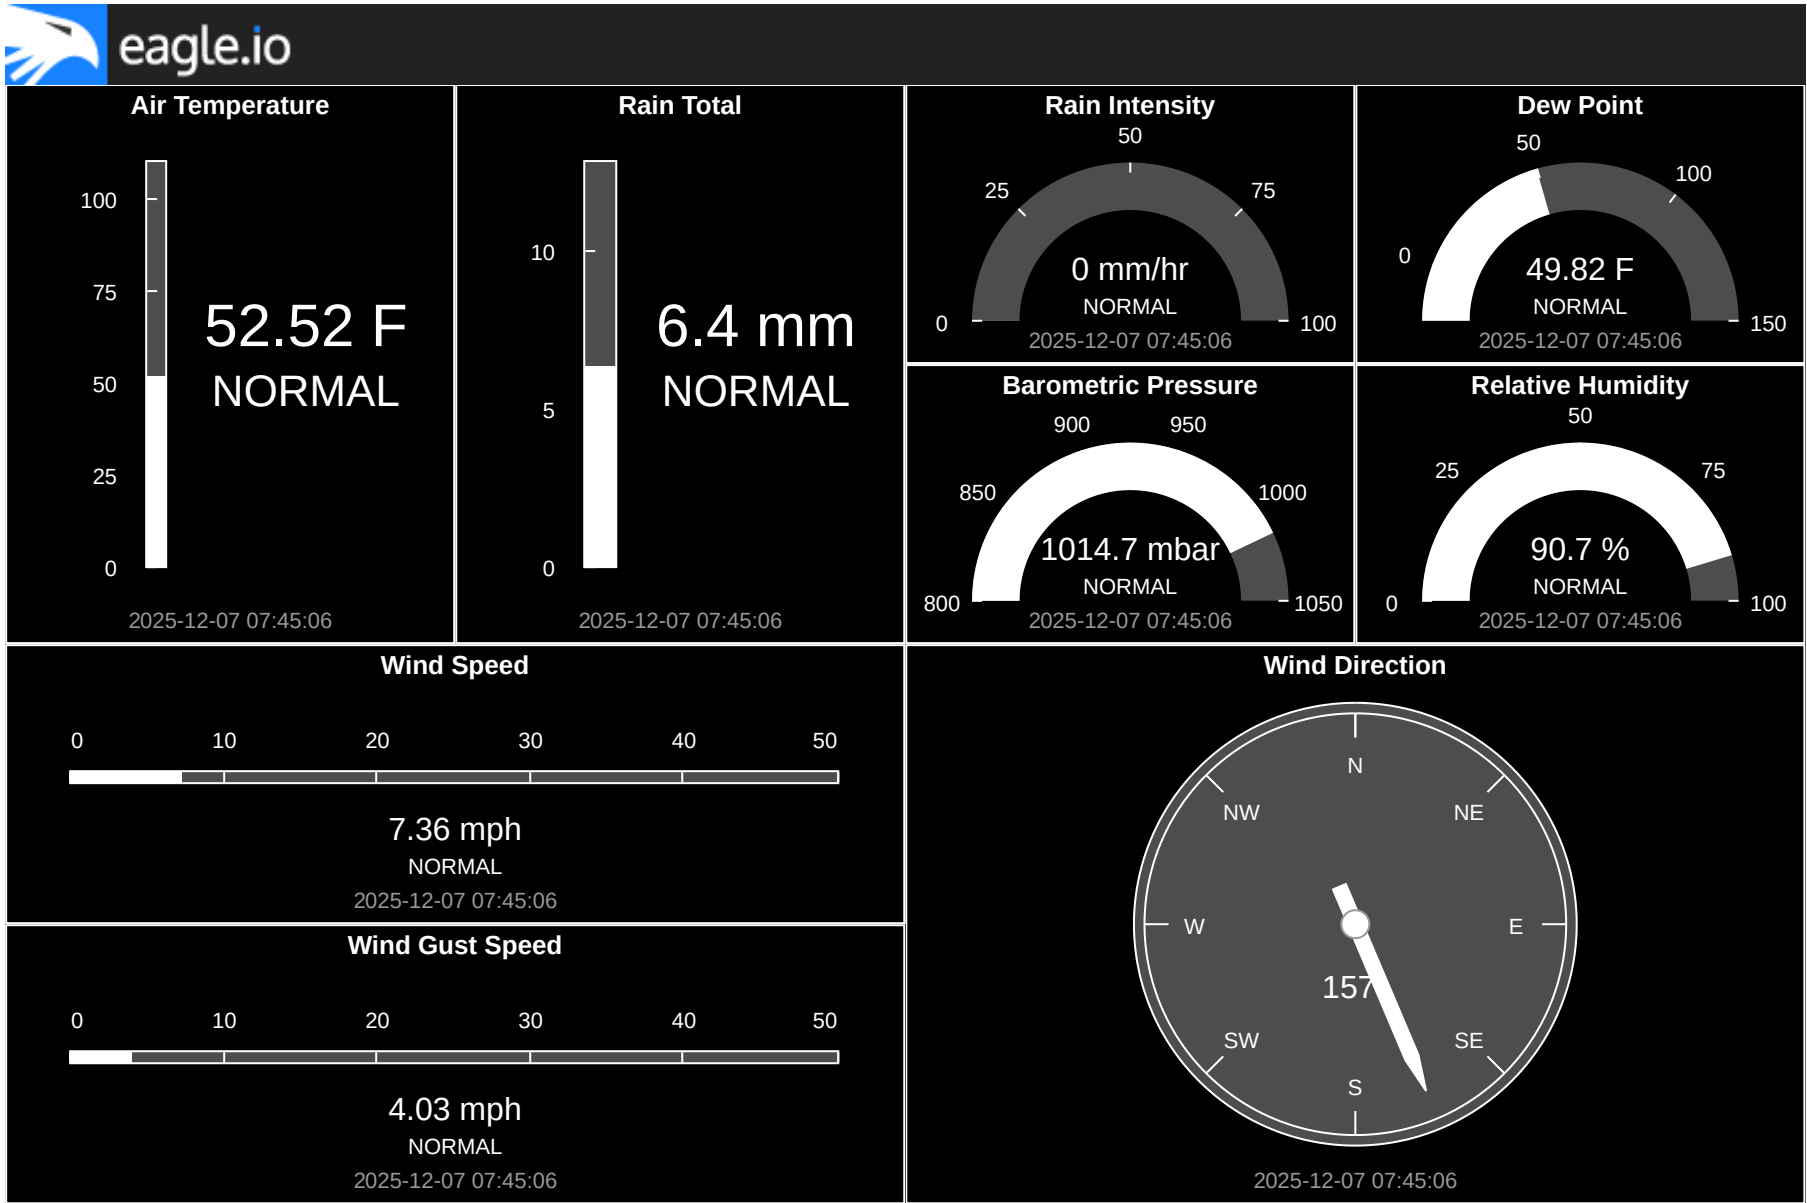 eagle.io
Air Temperature
100
75
50
25
0
52.52 F
NORMAL
2025-12-07 07:45:06
Rain Total
10
5
0
6.4 mm
NORMAL
2025-12-07 07:45:06
Rain Intensity
50
25 75
0 100
0 mm/hr
NORMAL
2025-12-07 07:45:06
Dew Point
50
100
0
150
49.82 F
NORMAL
2025-12-07 07:45:06
Barometric Pressure
900 950
850 1000
800 1050
1014.7 mbar
NORMAL
2025-12-07 07:45:06
Relative Humidity
50
25 75
0 100
90.7 %
NORMAL
2025-12-07 07:45:06
Wind Speed
0 10 20 30 40 50
7.36 mph
NORMAL
2025-12-07 07:45:06
Wind Gust Speed
0 10 20 30 40 50
4.03 mph
NORMAL
2025-12-07 07:45:06
Wind Direction
N
NW NE
W E
157
SW SE
S
2025-12-07 07:45:06